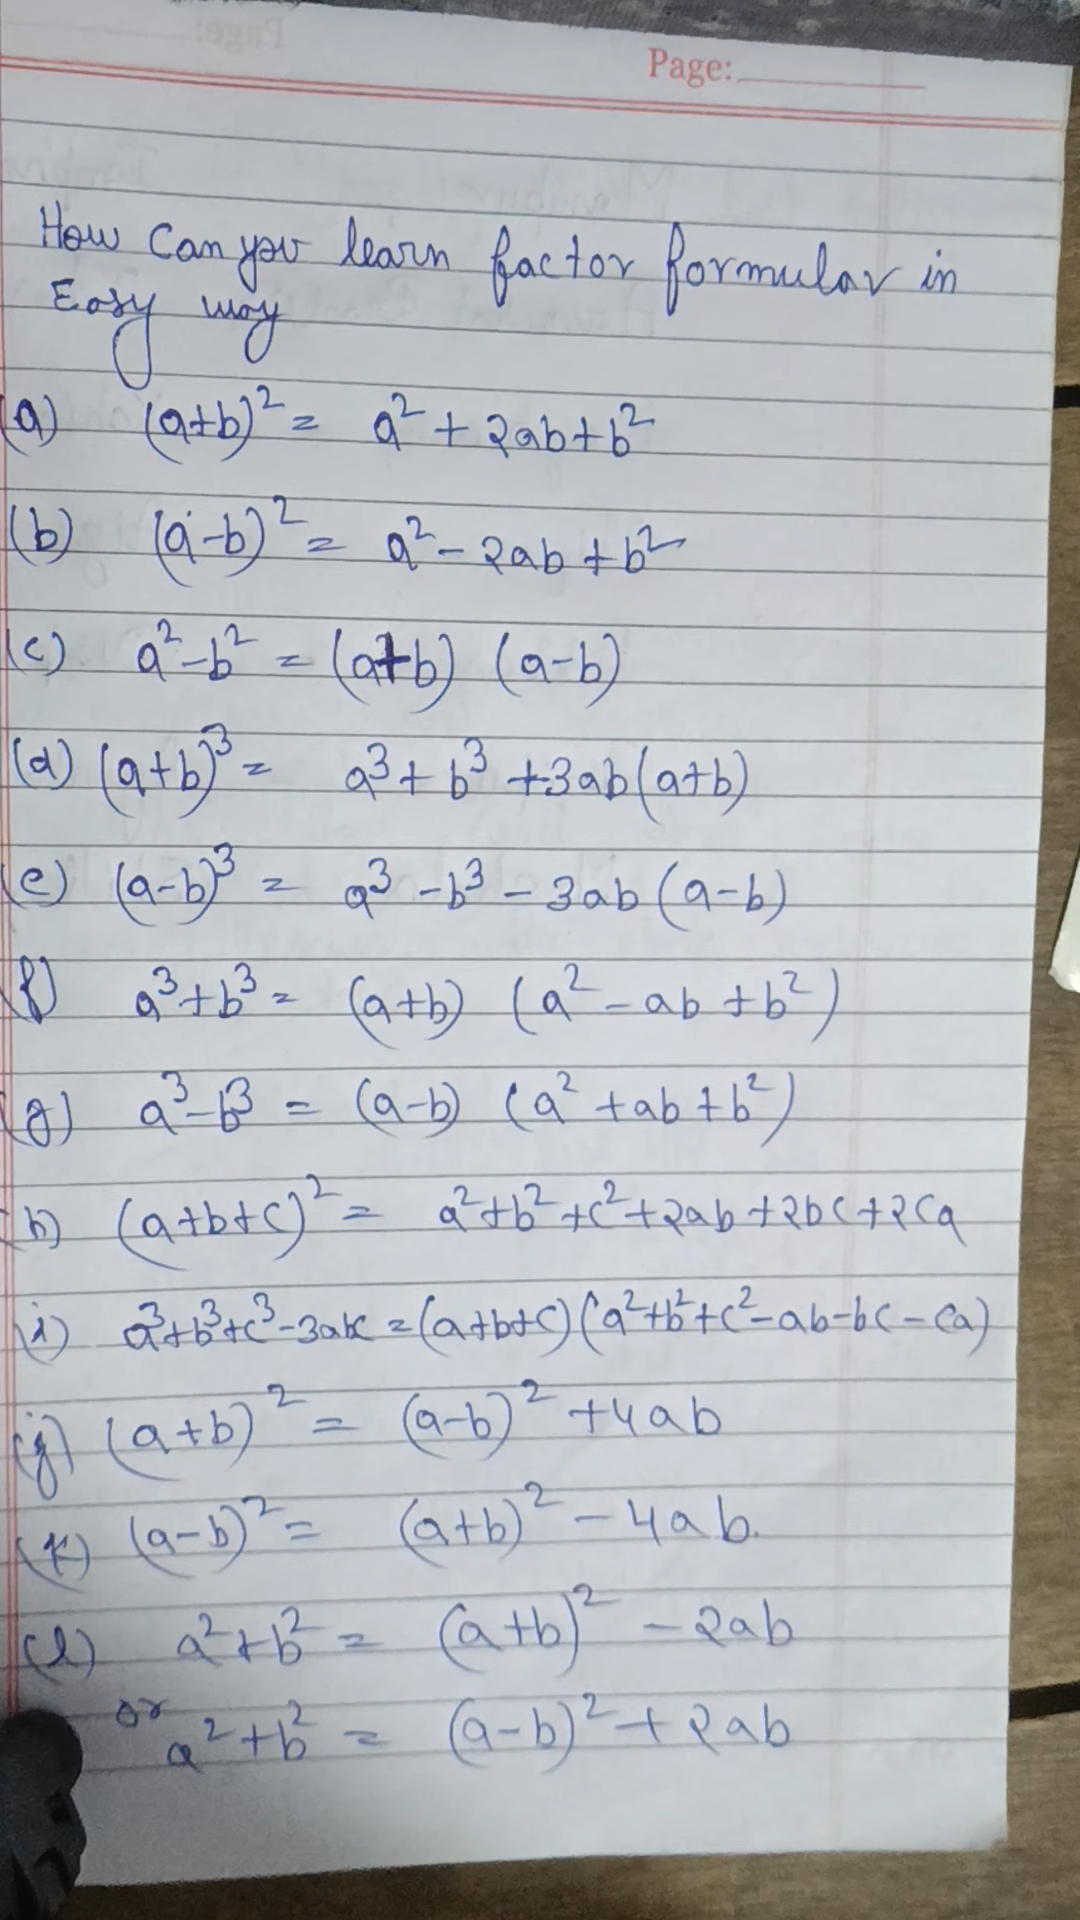 Page:
How Can you learn factor formular in
Easy way
(a) (a+b)² = a² + 2ab + b²
(b) (a-b)² = a² - 2ab + b²
(c) a² - b² = (a+b) (a-b)
(d) (a+b)³ = a³ + b³ + 3ab(a+b)
(e) (a-b)³ = a³ - b³ - 3ab (a-b)
(f) a³ + b³ = (a+b) (a² - ab + b²)
(g) a³ - b³ = (a-b) (a² + ab + b²)
(h) (a+b+c)² = a² + b² + c² + 2ab + 2bc + 2ca
(i) a³+b³+c³-3abc = (a+b+c) (a²+b²+c²-ab-bc-ca)
(j) (a+b)² = (a-b)² + 4ab
(k) (a-b)² = (a+b)² - 4ab.
(l) a² + b² = (a+b)² - 2ab
or a² + b² = (a-b)² + 2ab